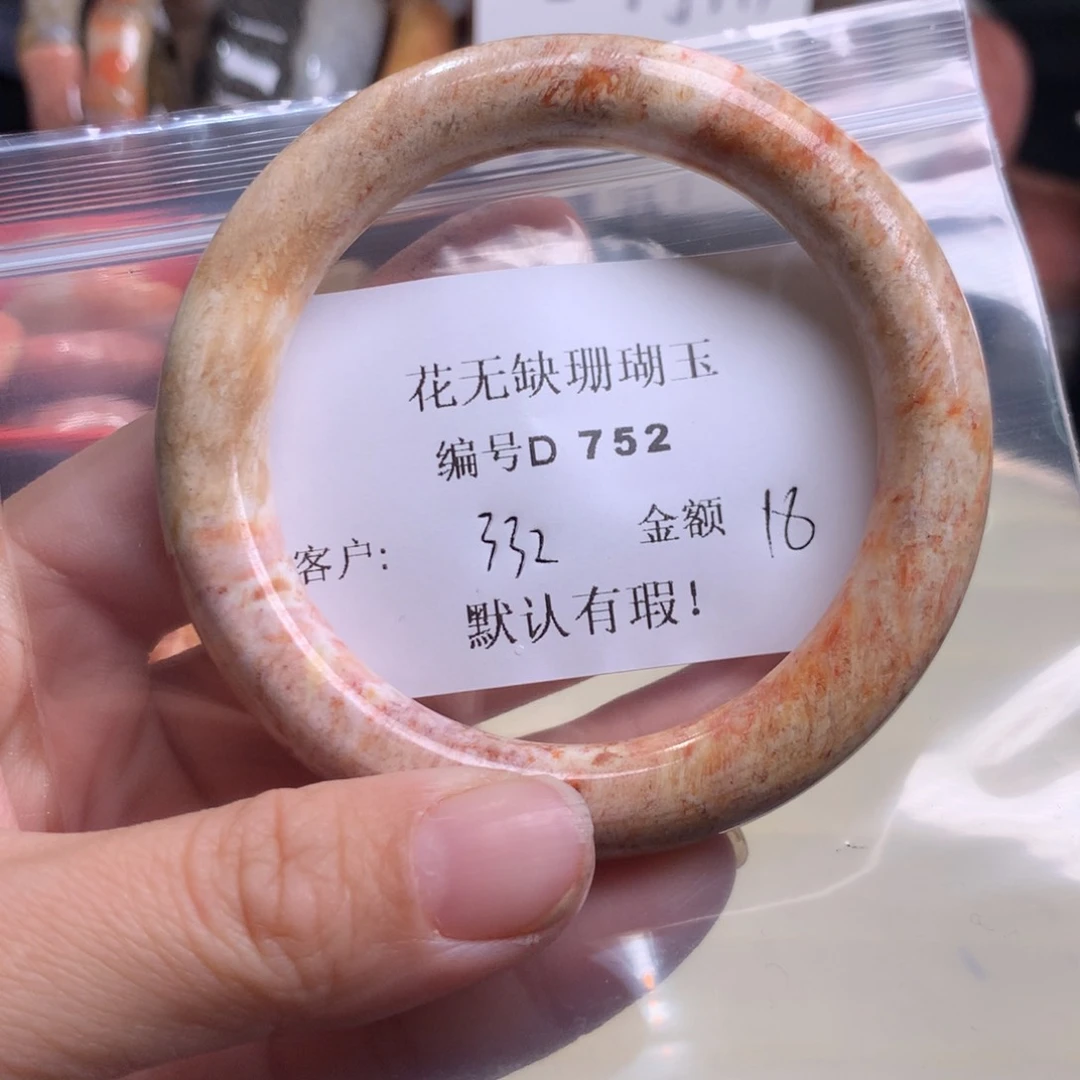 花无缺珊瑚玉
编号D 752
客户: 332 金额 18
默认有瑕!